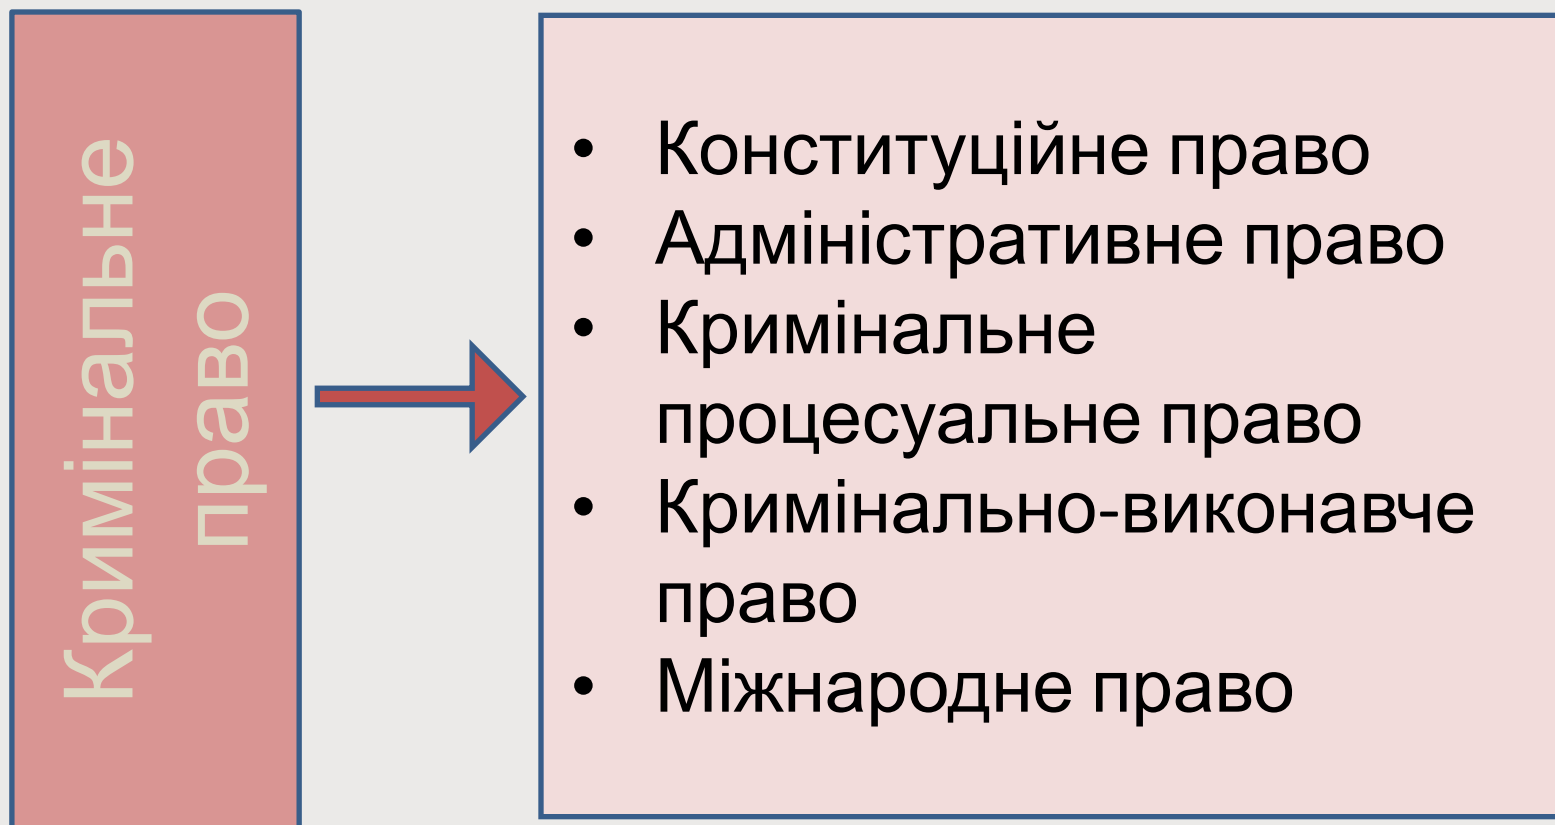 Кримінальне
право
• Конституційне право
• Адміністративне право
• Кримінальне
процесуальне право
• Кримінально-виконавче
право
• Міжнародне право